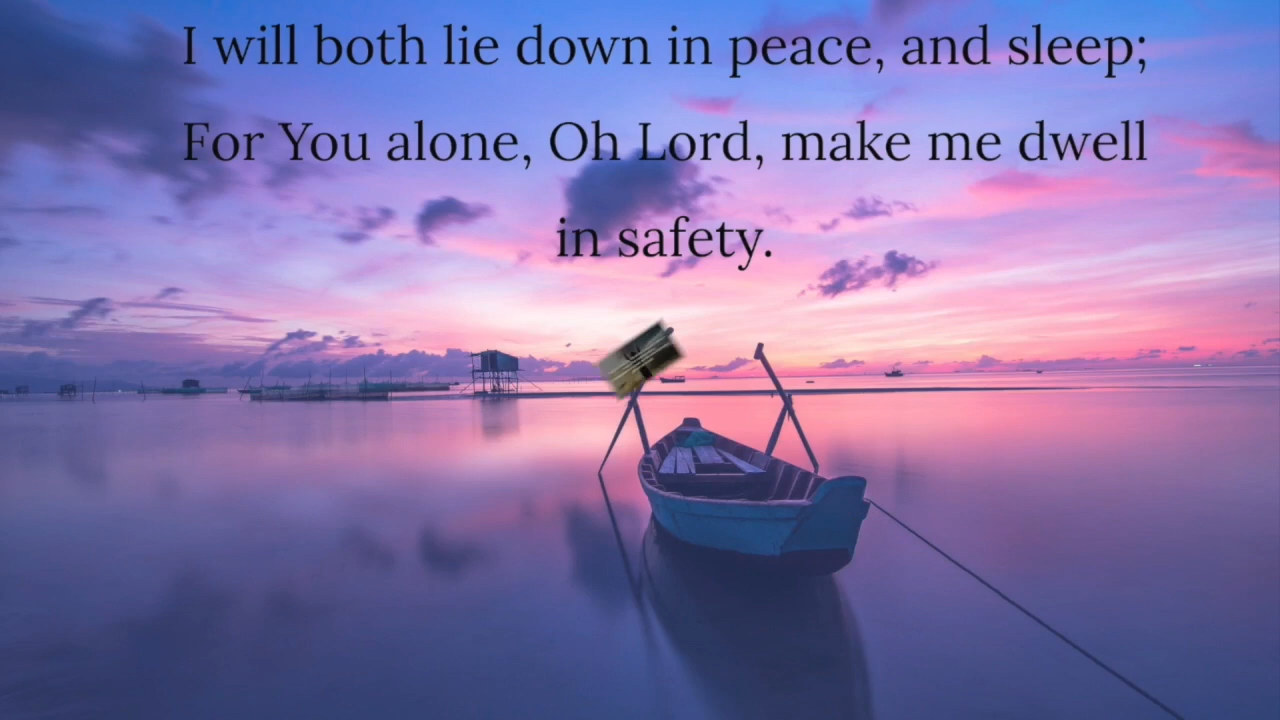 I will both lie down in peace, and sleep;
For You alone, Oh Lord, make me dwell
in safety.